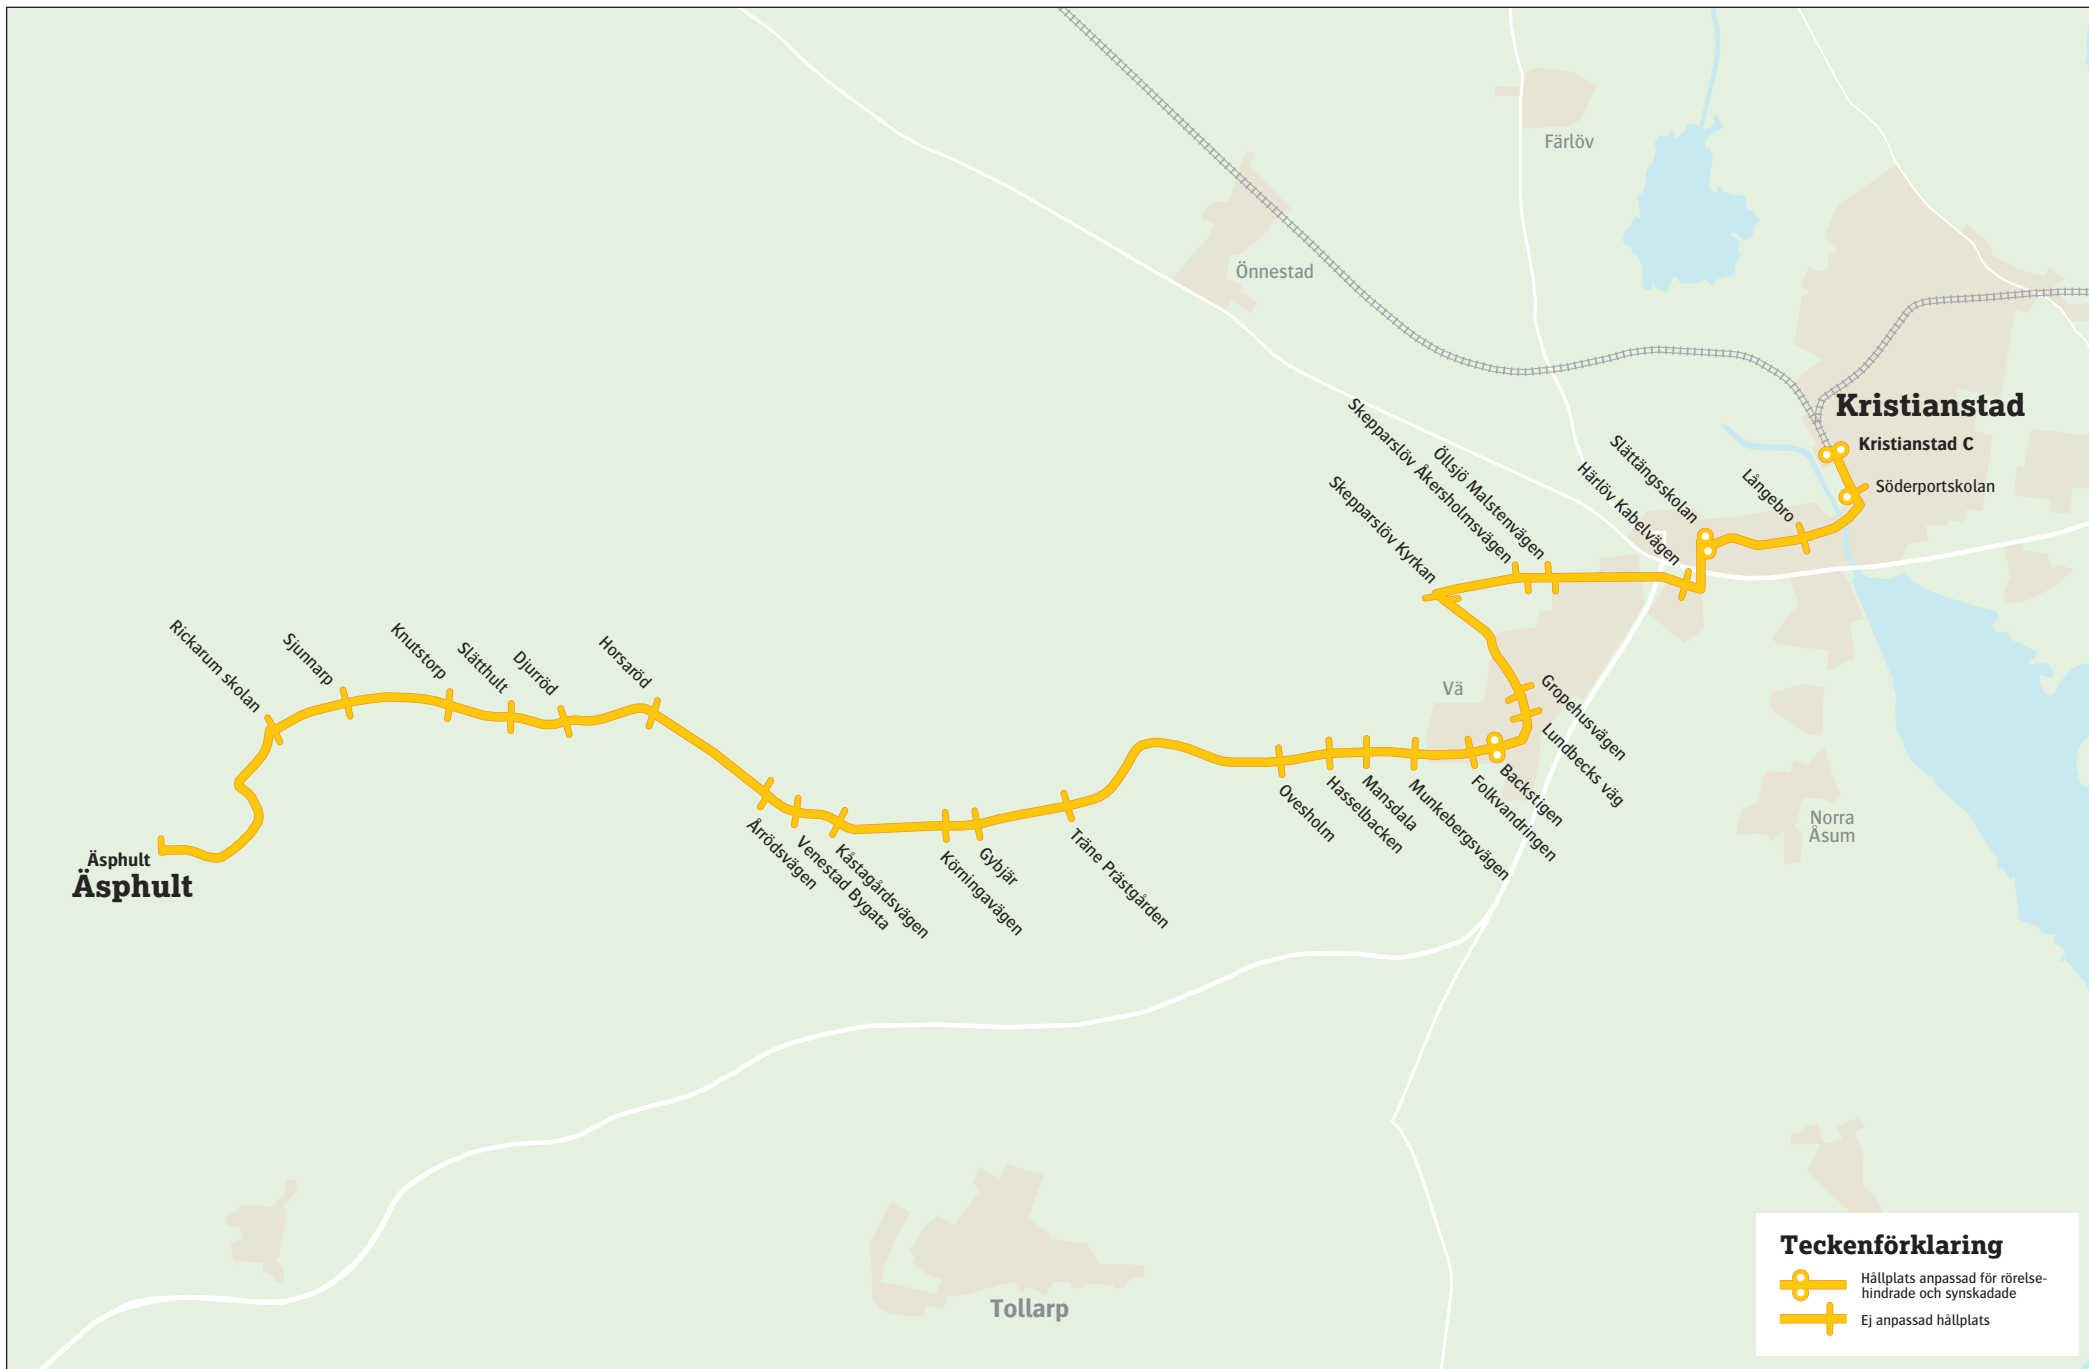 Färlöv
Önnestad
Kristianstad
Kristianstad C
Söderportskolan
Långebro
Slättängsskolan
Härlöv Kabelvägen
Öllsjö Malstenvägen
Skepparslöv Åkersholmsvägen
Skepparslöv Kyrkan
Vä
Gropehusvägen
Lundbecks väg
Backstigen
Folkvandringen
Munkebergsvägen
Mansdala
Hasselbacken
Ovesholm
Träne Prästgården
Gybjär
Körningavägen
Kåstagårdsvägen
Venestad Bygata
Årrödsvägen
Horsaröd
Djurröd
Slätthult
Knutstorp
Sjunnarp
Rickarum skolan
Äsphult
Äsphult
Norra
Åsum
Tollarp
Teckenförklaring
Hållplats anpassad för rörelse-
hindrade och synskadade
Ej anpassad hållplats